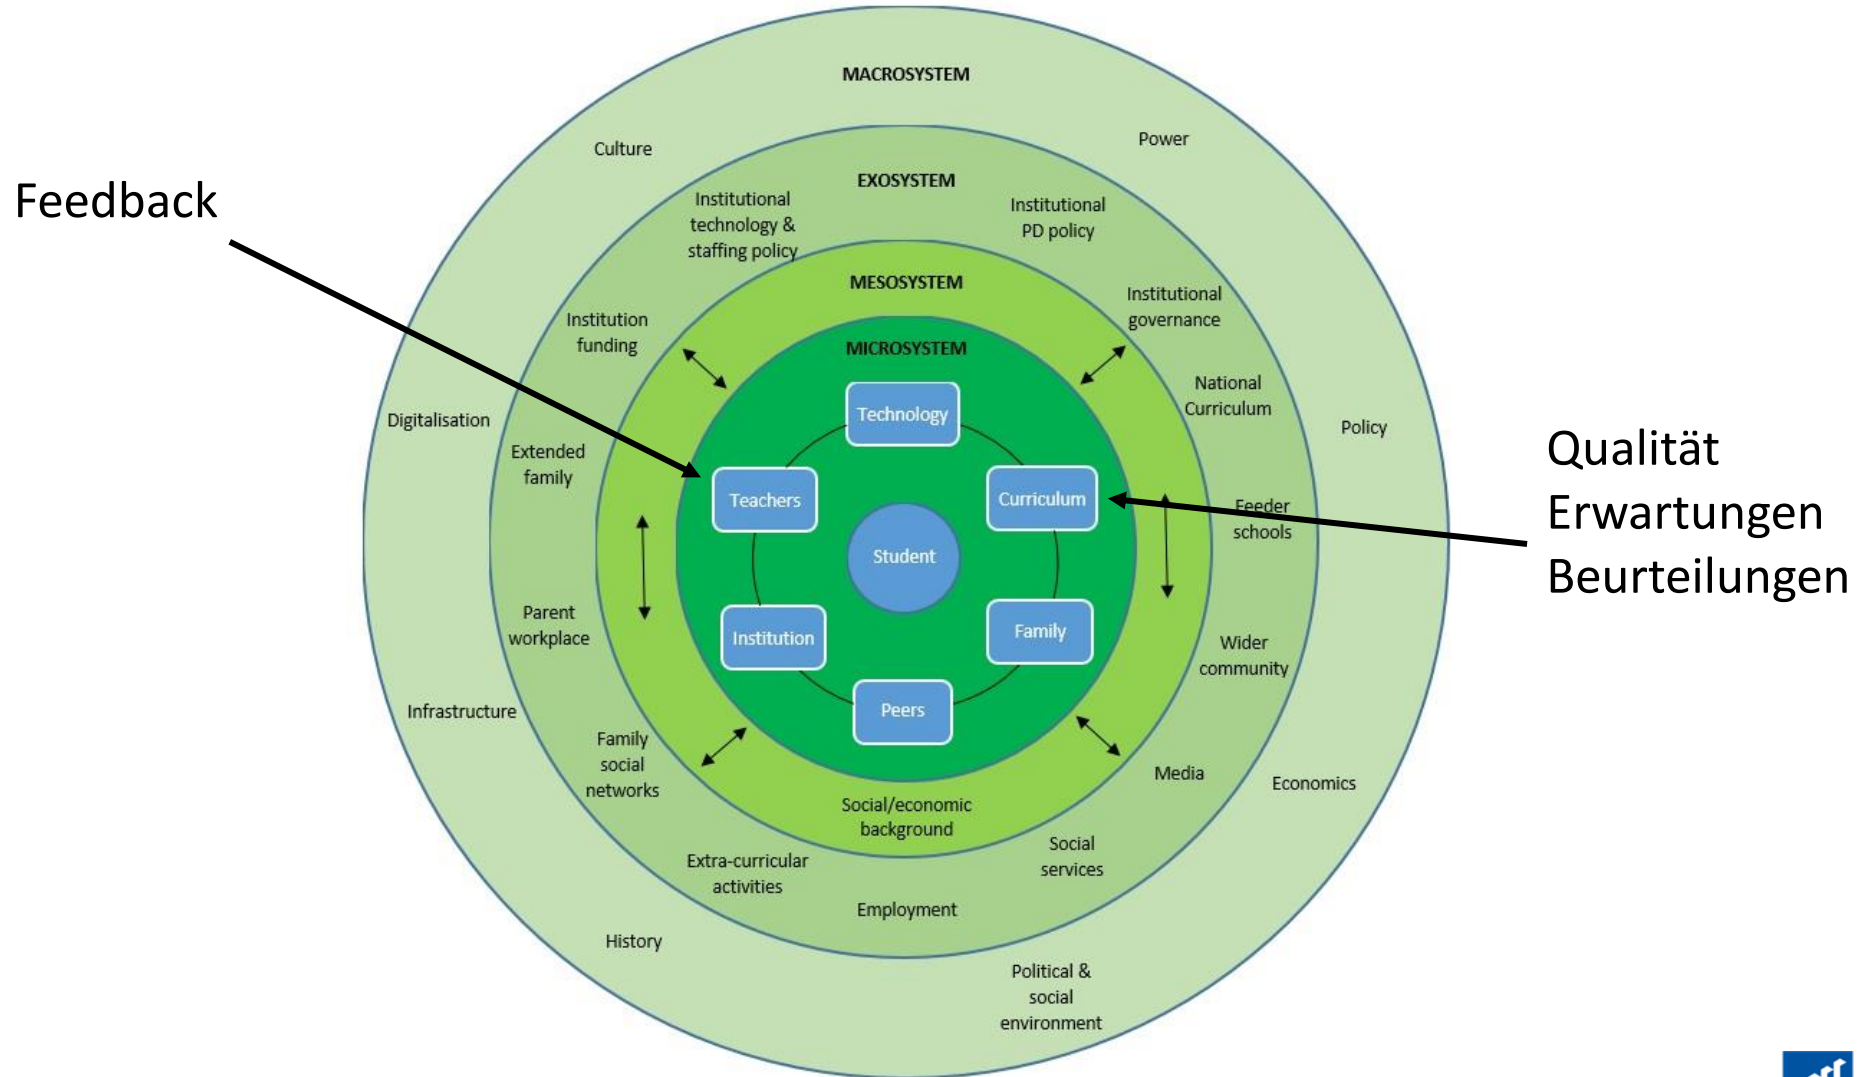 MACROSYSTEM
Culture
Power
Feedback
EXOSYSTEM
Institutional
technology &
staffing policy
Institutional
PD policy
MESOSYSTEM
Institutional
governance
Institution
funding
MICROSYSTEM
National
Curriculum
Technology
Digitalisation
Policy
Extended
family
Teachers
Curriculum
Feeder
schools
Qualität
Erwartungen
Beurteilungen
Student
Parent
workplace
Institution
Family
Wider
community
Infrastructure
Peers
Family
social
networks
Media
Economics
Social/economic
background
Social
services
Extra-curricular
activities
Employment
History
Political &
social
environment